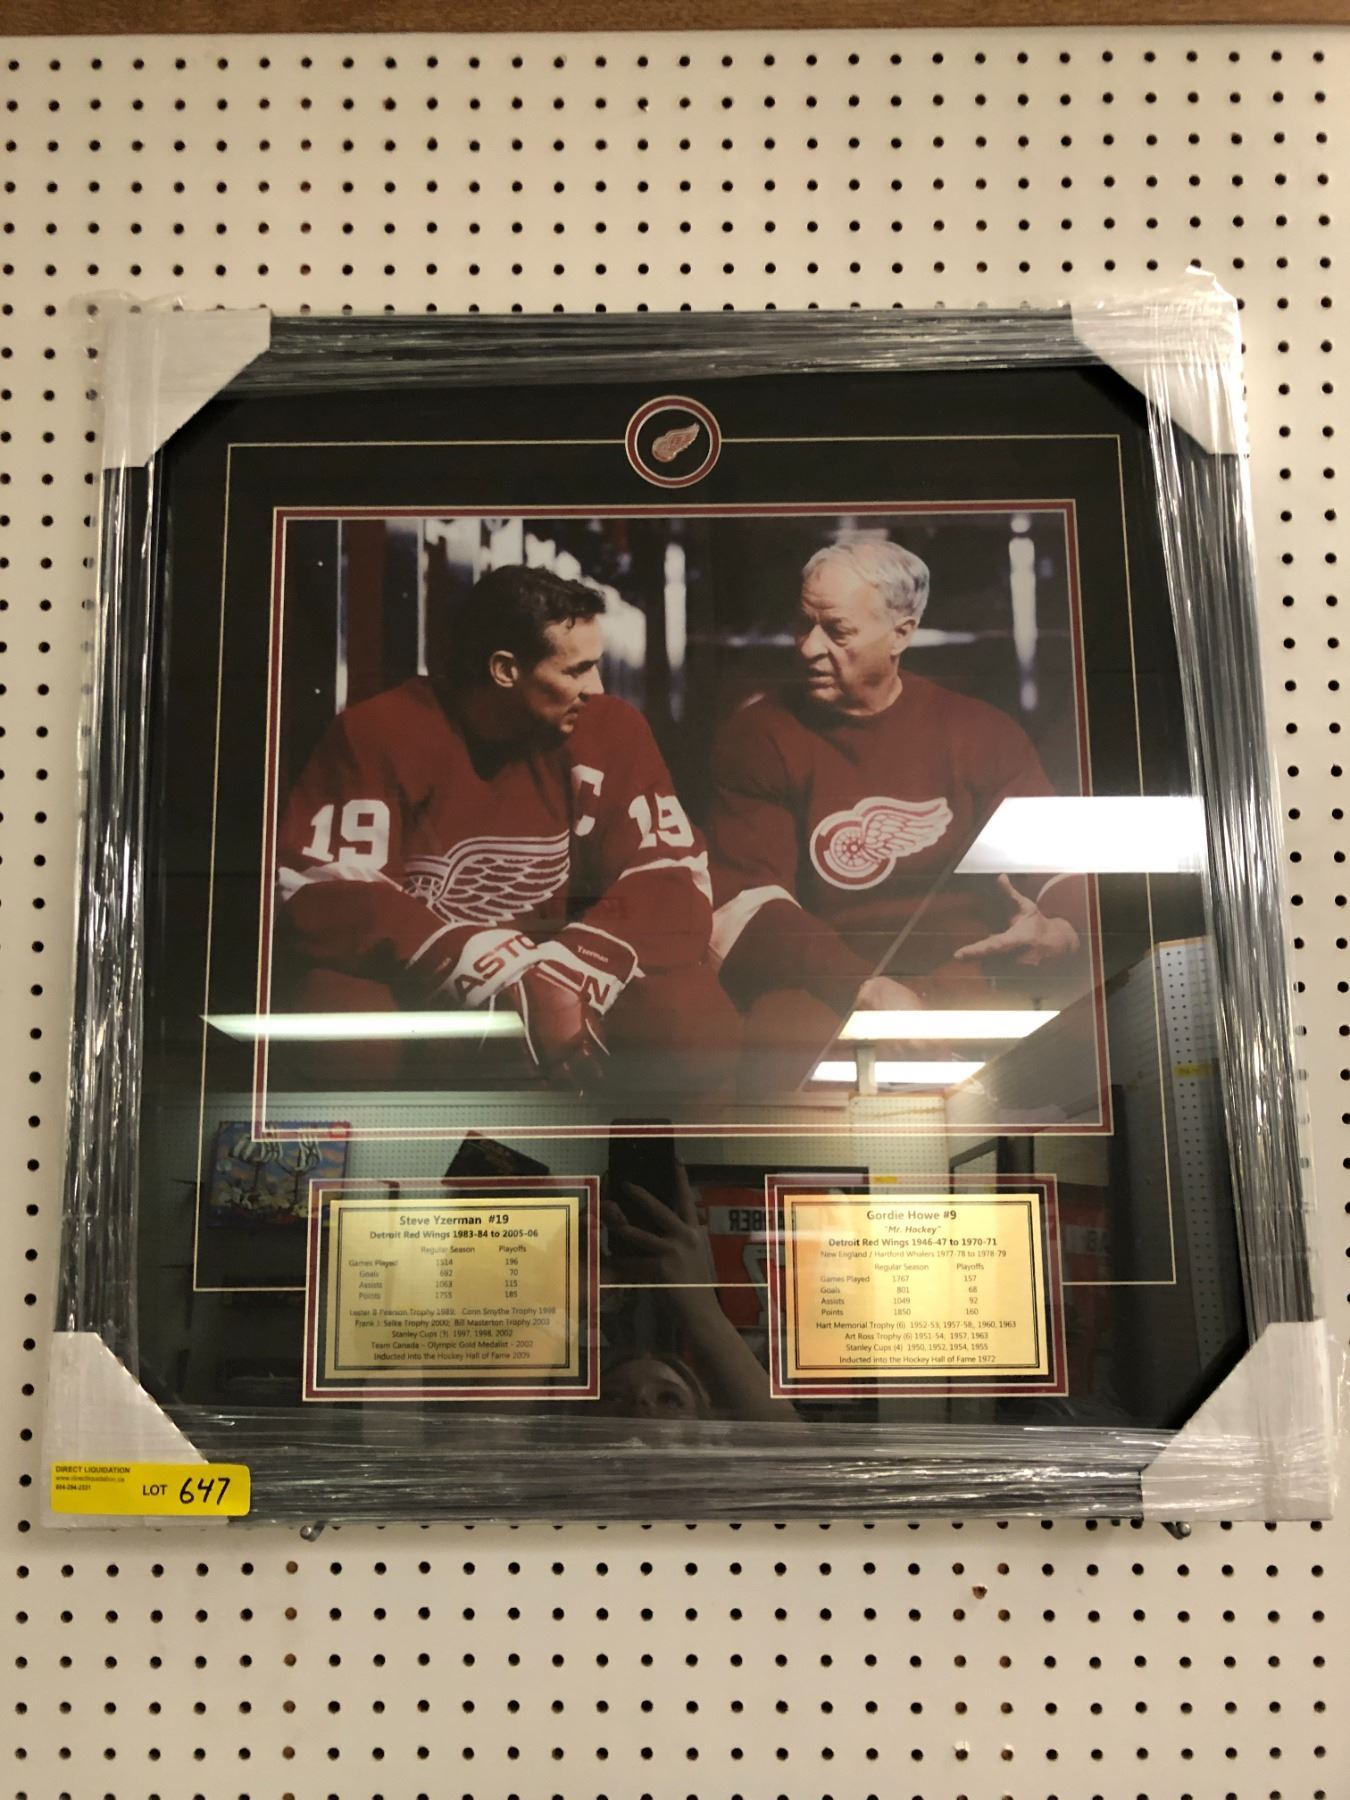 19
C
19
EASTON
Yzerman
Steve Yzerman #19
Detroit Red Wings 1983-84 to 2005-06
Regular Season Playoffs
Games Played 1514 196
Goals 692 70
Assists 1063 115
Points 1755 185
Lester B Pearson Trophy 1989; Conn Smythe Trophy 1998
Frank J. Selke Trophy 2000; Bill Masterton Trophy 2003
Stanley Cups (3) 1997, 1998, 2002
Team Canada - Olympic Gold Medalist - 2002
Inducted into the Hockey Hall of Fame 2009
Gordie Howe #9
"Mr. Hockey"
Detroit Red Wings 1946-47 to 1970-71
New England / Hartford Whalers 1977-78 to 1978-79
Regular Season Playoffs
Games Played 1767 157
Goals 801 68
Assists 1049 92
Points 1850 160
Hart Memorial Trophy (6) 1952-53, 1957-58, 1960, 1963
Art Ross Trophy (6) 1951-54, 1957, 1963
Stanley Cups (4) 1950, 1952, 1954, 1955
Inducted into the Hockey Hall of Fame 1972
DIRECT LIQUIDATION
www.directliquidation.ca
LOT 647